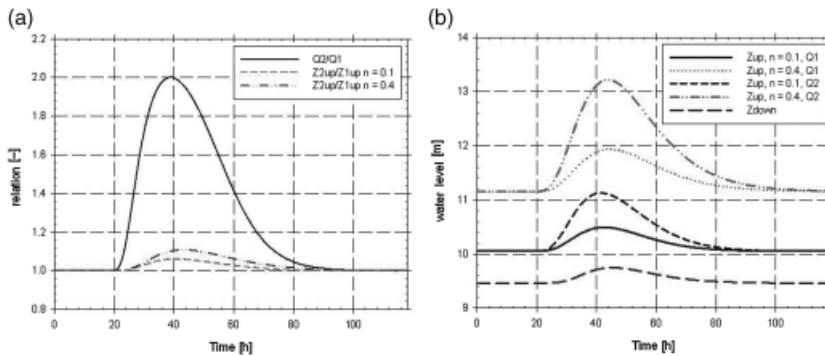 (a)
2.2
2.0
1.8
1.6
1.4
1.2
1.0
0.8
relation [–]
Q2/Q1
Z2up/Z1up n = 0.1
Z2up/Z1up n = 0.4
0 20 40 60 80 100
Time [h]
(b)
14
13
12
11
10
9
water level [m]
Zup, n = 0.1, Q1
Zup, n = 0.4, Q1
Zup, n = 0.1, Q2
Zup, n = 0.4, Q2
Zdown
0 20 40 60 80 100
Time [h]